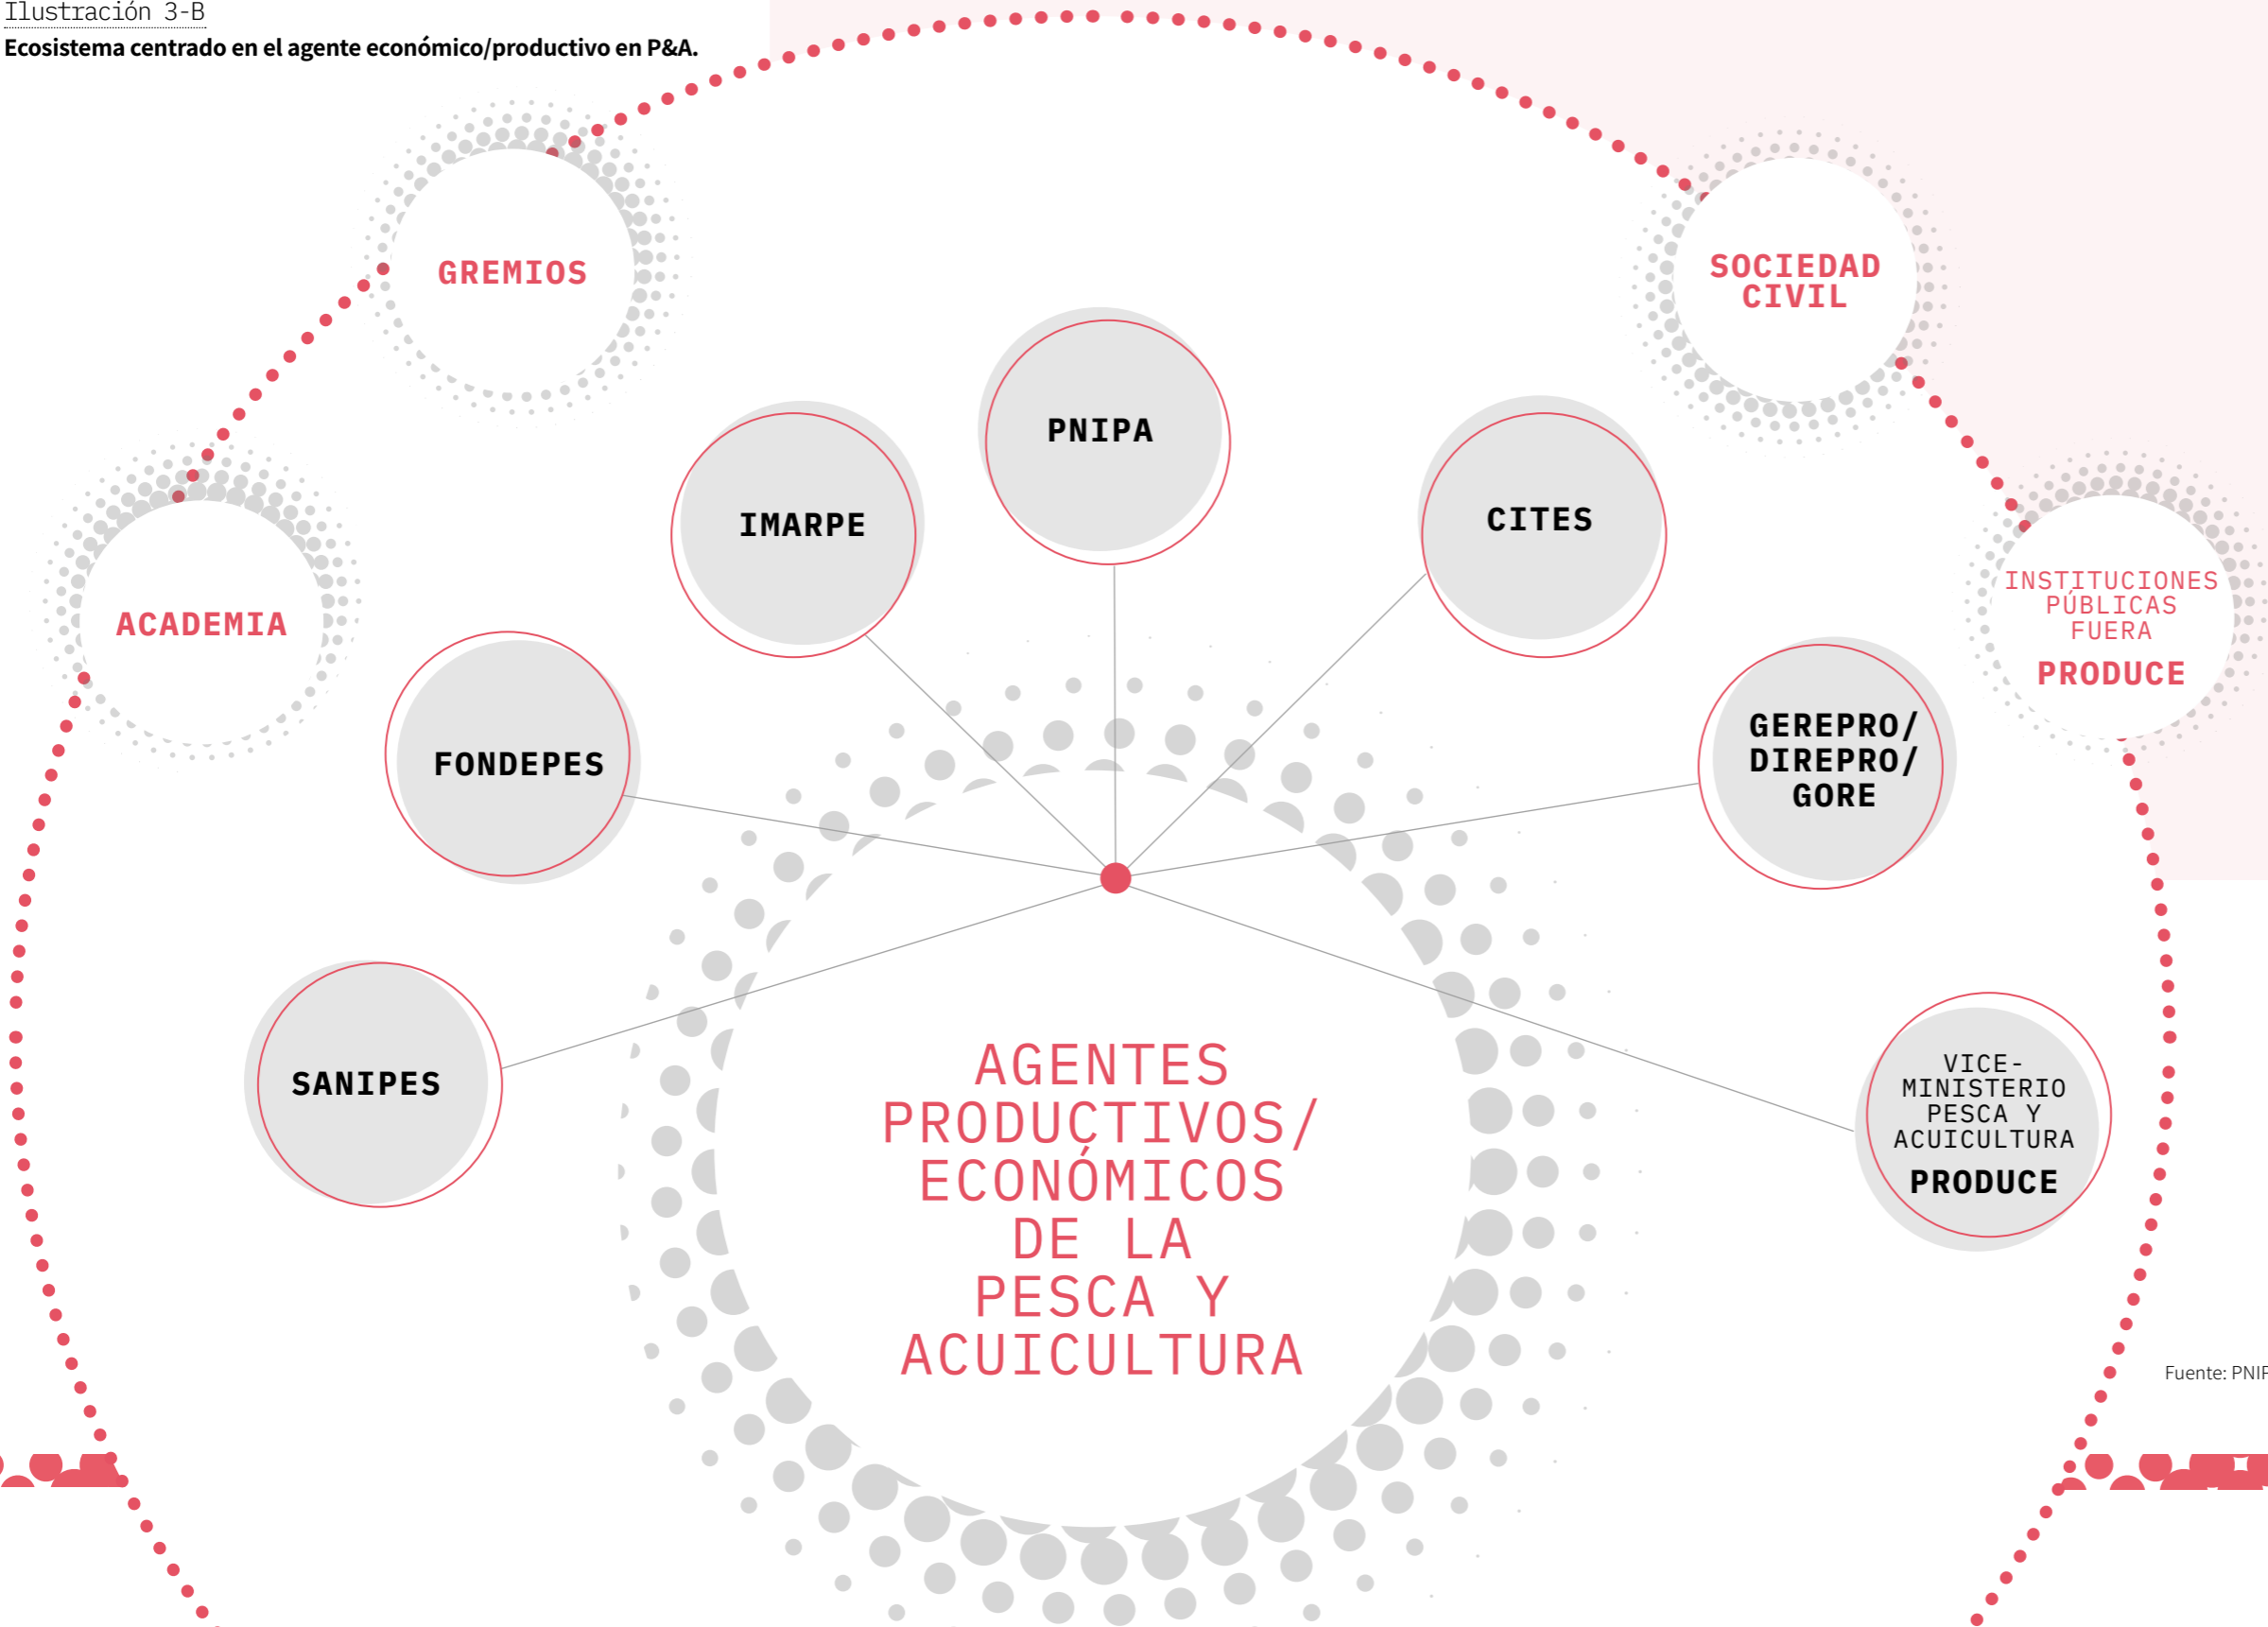 Ilustración 3-B
Ecosistema centrado en el agente económico/productivo en P&A.
GREMIOS
SOCIEDAD
CIVIL
PNIPA
IMARPE
CITES
ACADEMIA
INSTITUCIONES
PÚBLICAS
FUERA
PRODUCE
FONDEPES
GEREPRO/
DIREPRO/
GORE
SANIPES
VICE-
MINISTERIO
PESCA Y
ACUICULTURA
PRODUCE
AGENTES
PRODUCTIVOS/
ECONÓMICOS
DE LA
PESCA Y
ACUICULTURA
Fuente: